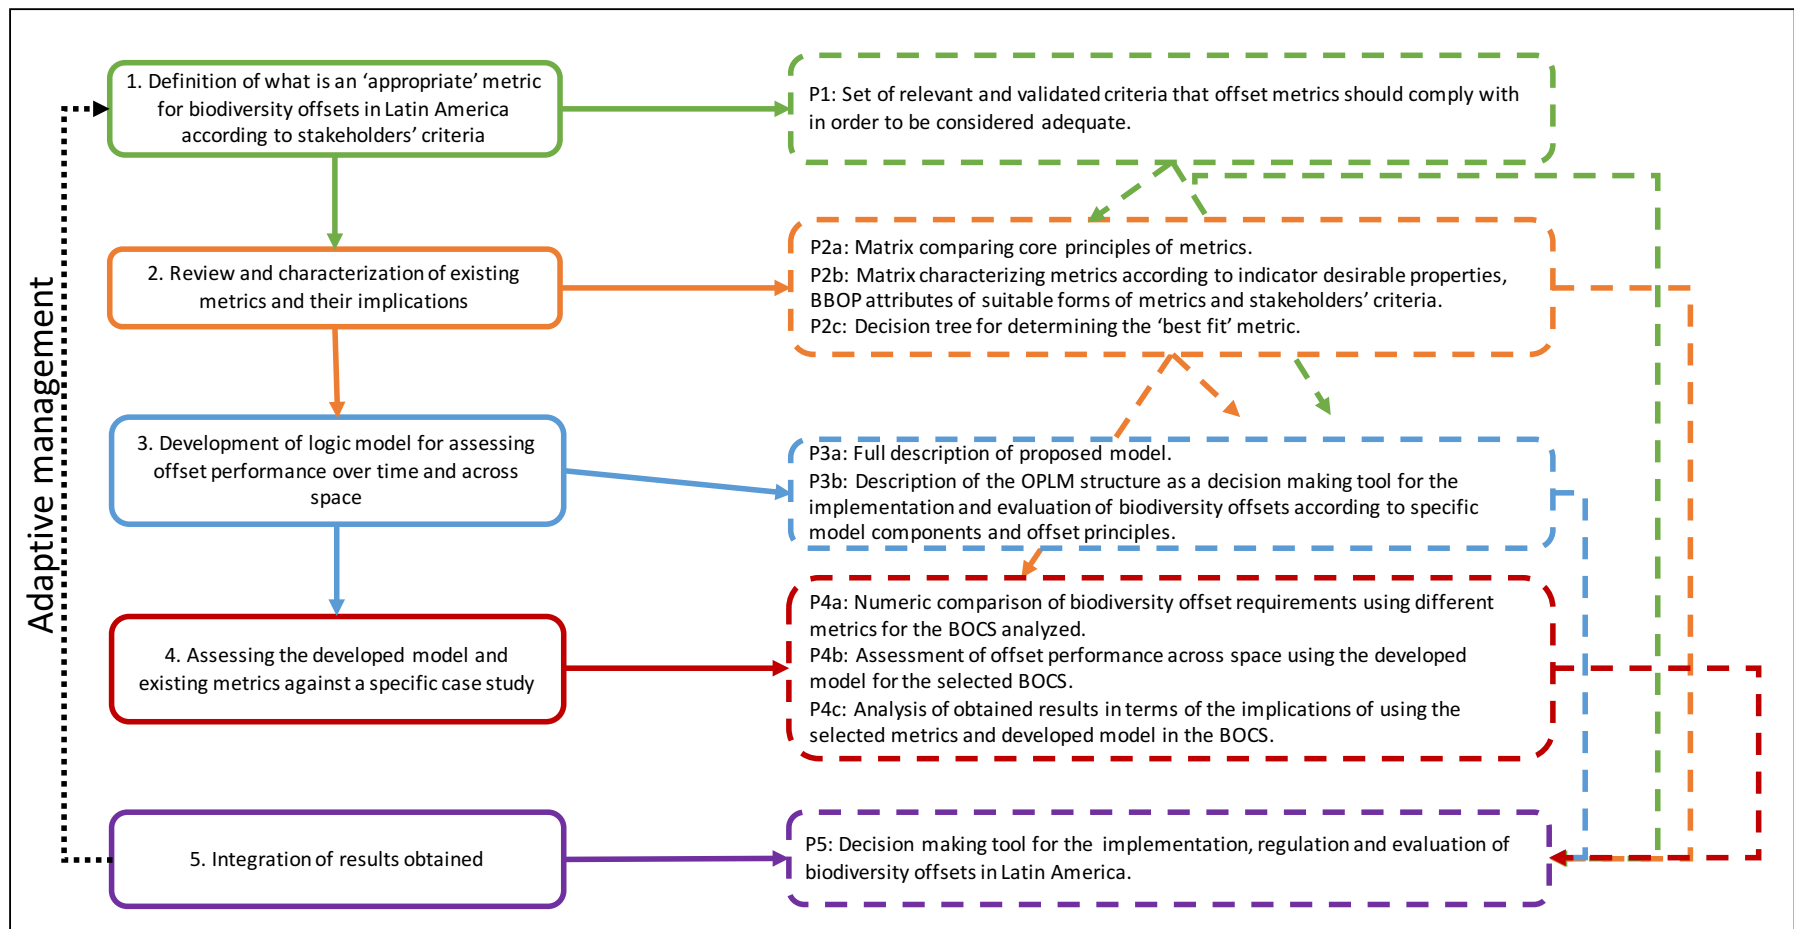 Adaptive management
1. Definition of what is an ‘appropriate’ metric
for biodiversity offsets in Latin America
according to stakeholders’ criteria
P1: Set of relevant and validated criteria that offset metrics should comply with
in order to be considered adequate.
2. Review and characterization of existing
metrics and their implications
P2a: Matrix comparing core principles of metrics.
P2b: Matrix characterizing metrics according to indicator desirable properties,
BBOP attributes of suitable forms of metrics and stakeholders’ criteria.
P2c: Decision tree for determining the ‘best fit’ metric.
3. Development of logic model for assessing
offset performance over time and across
space
P3a: Full description of proposed model.
P3b: Description of the OPLM structure as a decision making tool for the
implementation and evaluation of biodiversity offsets according to specific
model components and offset principles.
4. Assessing the developed model and
existing metrics against a specific case study
P4a: Numeric comparison of biodiversity offset requirements using different
metrics for the BOCS analyzed.
P4b: Assessment of offset performance across space using the developed
model for the selected BOCS.
P4c: Analysis of obtained results in terms of the implications of using the
selected metrics and developed model in the BOCS.
5. Integration of results obtained
P5: Decision making tool for the implementation, regulation and evaluation of
biodiversity offsets in Latin America.